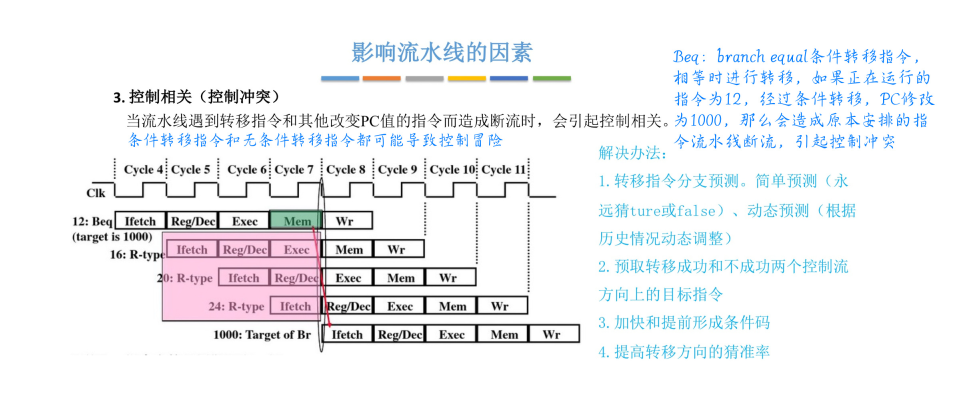 影响流水线的因素
3. 控制相关（控制冲突）
当流水线遇到转移指令和其他改变PC值的指令而造成断流时，会引起控制相关。
条件转移指令和无条件转移指令都可能导致控制冒险
Cycle 4 Cycle 5 Cycle 6 Cycle 7 Cycle 8 Cycle 9 Cycle 10 Cycle 11
Clk
12: Beq Ifetch Reg/Dec Exec Mem Wr
(target is 1000)
16: R-type Ifetch Reg/Dec Exec Mem Wr
20: R-type Ifetch Reg/Dec Exec Mem Wr
24: R-type Ifetch Reg/Dec Exec Mem Wr
1000: Target of Br Ifetch Reg/Dec Exec Mem Wr
Beq：branch equal条件转移指令，
相等时进行转移，如果正在运行的
指令为12，经过条件转移，PC修改
为1000，那么会造成原本安排的指
令流水线断流，引起控制冲突
解决办法：
1.转移指令分支预测。简单预测（永
远猜ture或false）、动态预测（根据
历史情况动态调整）
2.预取转移成功和不成功两个控制流
方向上的目标指令
3.加快和提前形成条件码
4.提高转移方向的猜准率